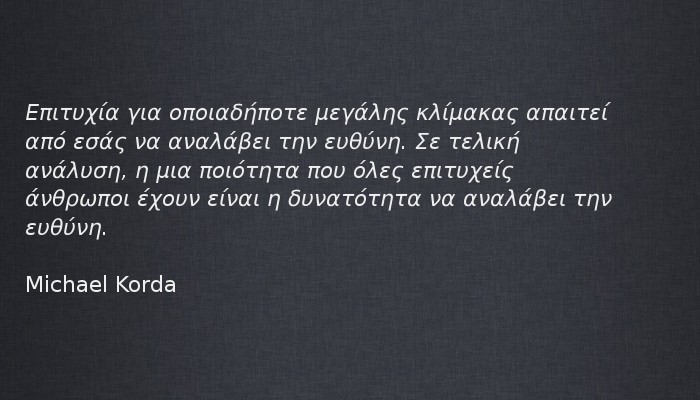 Επιτυχία για οποιαδήποτε μεγάλης κλίμακας απαιτεί
από εσάς να αναλάβει την ευθύνη. Σε τελική
ανάλυση, η μια ποιότητα που όλες επιτυχείς
άνθρωποι έχουν είναι η δυνατότητα να αναλάβει την
ευθύνη.
Michael Korda